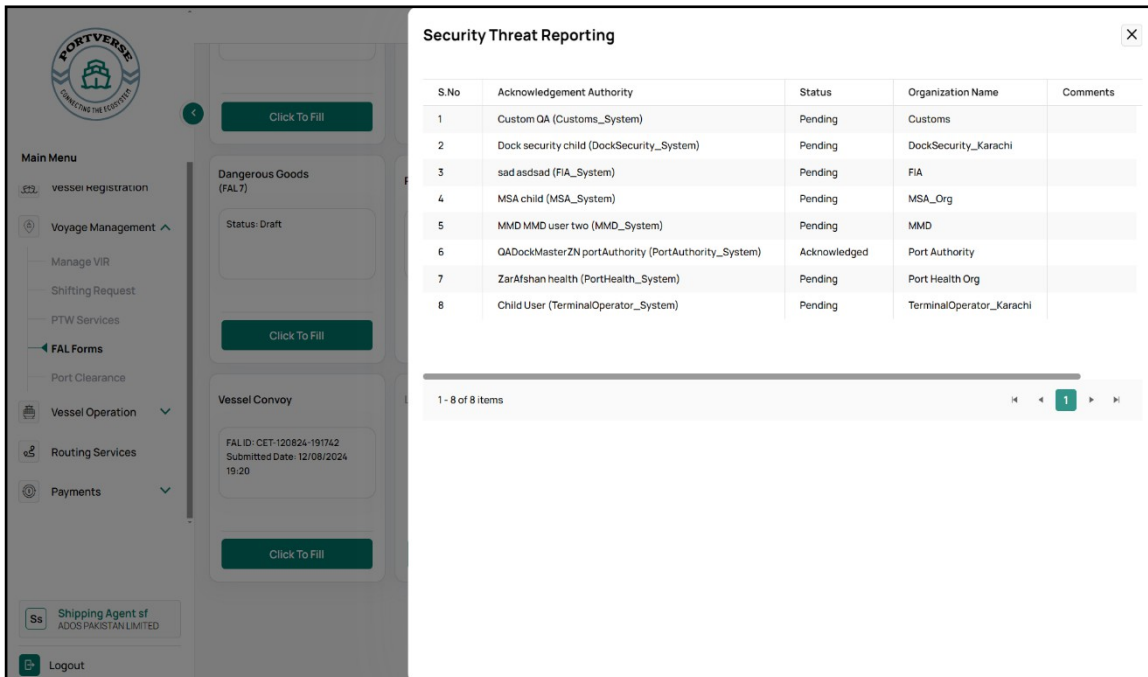 PORTVERSE
CONNECTING THE ECOSYSTEM
Main Menu
Vessel Registration
Voyage Management
Manage VIR
Shifting Request
PTW Services
FAL Forms
Port Clearance
Vessel Operation
Routing Services
Payments
Ss
Shipping Agent sf
ADOS PAKISTAN LIMITED
Logout
Click To Fill
Dangerous Goods
(FAL 7)
Status: Draft
Click To Fill
Vessel Convoy
FAL ID: CET-120824-191742
Submitted Date: 12/08/2024
19:20
Click To Fill
Security Threat Reporting
S.No Acknowledgement Authority Status Organization Name Comments
1 Custom QA (Customs_System) Pending Customs
2 Dock security child (DockSecurity_System) Pending DockSecurity_Karachi
3 sad asdsad (FIA_System) Pending FIA
4 MSA child (MSA_System) Pending MSA_Org
5 MMD MMD user two (MMD_System) Pending MMD
6 QADockMasterZN portAuthority (PortAuthority_System) Acknowledged Port Authority
7 ZarAfshan health (PortHealth_System) Pending Port Health Org
8 Child User (TerminalOperator_System) Pending TerminalOperator_Karachi
1 - 8 of 8 items
1